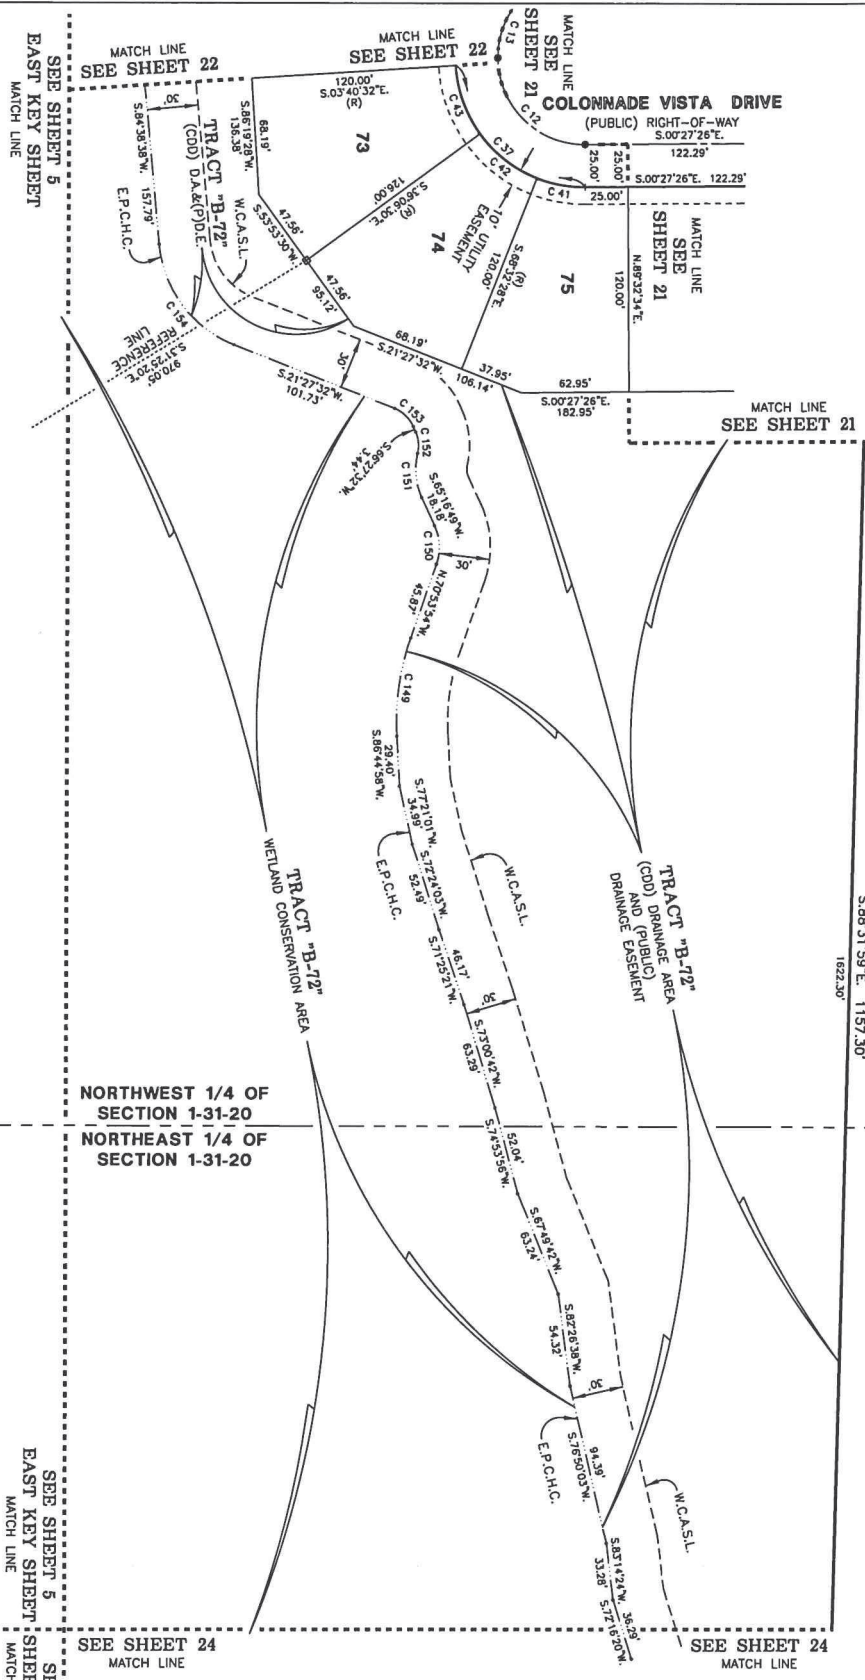 SEE SHEET 5
EAST KEY SHEET
MATCH LINE
MATCH LINE
SEE SHEET 22
MATCH LINE
SEE SHEET 22
MATCH LINE
SEE
SHEET 21
C 13
C 12
COLONNADE VISTA DRIVE
(PUBLIC) RIGHT-OF-WAY
S.00°27'26"E.
122.29'
25.00'
25.00'
S.00°27'26"E. 122.29'
25.00'
C 43
C 37
C 42
C 41
120.00'
S.03°40'32"E.
(R)
73
30'
S.84°38'38"W. 157.79'
E.P.C.H.C.
TRACT "B-72"
(CDD) D.A.&(P)D.E.
68.19'
S.86°19'28"W.
136.38'
W.C.A.S.L.
S.36°06'30"E.
(R)
126.00'
47.56'
S.53°53'30"W.
47.56'
95.12'
74
10' UTILITY
EASEMENT
(R)
S.68°32'28"E.
120.00'
75
MATCH LINE
SEE
SHEET 21
N.89°32'34"E.
120.00'
C 154
REFERENCE
LINE
S.31°25'20"E.
970.05'
68.19'
S.21°27'32"W.
37.95'
106.14'
62.95'
S.00°27'26"E.
182.95'
30'
S.21°27'32"W.
101.73'
MATCH LINE
SEE SHEET 21
C 153
C 152
S.66°27'32"W.
3.44'
C 151
S.65°16'49"W.
18.18'
C 150
30'
N.70°53'54"W.
45.87'
C 149
29.40'
S.86°44'58"W.
S.77°21'01"W.
34.99'
E.P.C.H.C.
S.72°24'03"W.
52.49'
W.C.A.S.L.
46.17'
S.71°25'21"W.
30'
S.73°00'42"W.
63.29'
TRACT "B-72"
WETLAND CONSERVATION AREA
TRACT "B-72"
(CDD) DRAINAGE AREA
AND (PUBLIC)
DRAINAGE EASEMENT
S.88°31'59"E. 1157.30'
1622.30'
NORTHWEST 1/4 OF
SECTION 1-31-20
NORTHEAST 1/4 OF
SECTION 1-31-20
52.04'
S.74°53'56"W.
S.67°49'42"W.
63.24'
S.82°26'38"W.
54.32'
30'
94.39'
S.76°50'03"W.
E.P.C.H.C.
W.C.A.S.L.
S.83°14'24"W.
33.28'
36.29'
S.72°16'20"W.
SEE SHEET 5
EAST KEY SHEET
MATCH LINE
SEE SHEET 24
MATCH LINE
SEE SHEET 24
MATCH LINE